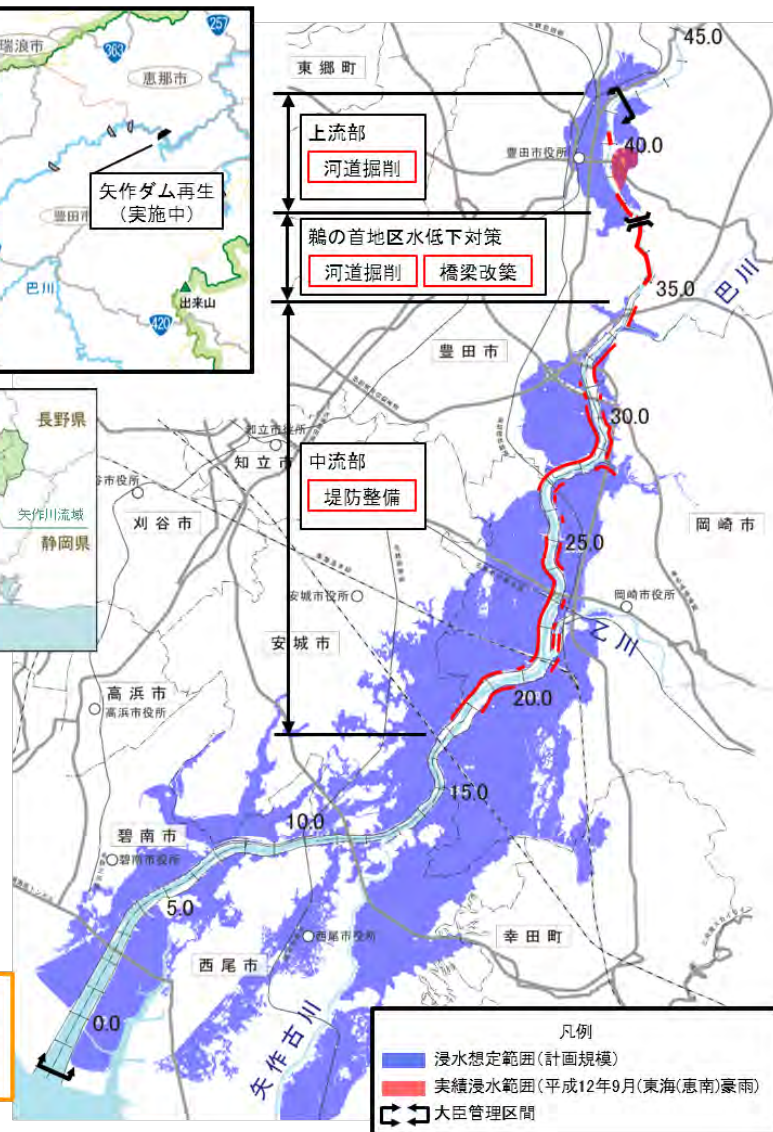 瑞浪市
363
257
恵那市
矢作ダム再生
(実施中)
豊田市
巴川
出来山
420
長野県
矢作川流域
静岡県
東郷町
45.0
上流部
河道掘削
豊田市役所
40.0
鵜の首地区水低下対策
河道掘削
橋梁改築
35.0
巴川
豊田市
30.0
知立市役所
知立市
中流部
堤防整備
市役所
刈谷市
岡崎市
25.0
安城市役所
岡崎市役所
安城市
乙川
高浜市
高浜市役所
20.0
15.0
10.0
碧南市
碧南市役所
5.0
西尾市役所
西尾市
幸田町
0.0
矢作古川
凡例
浸水想定範囲(計画規模)
実績浸水範囲(平成12年9月(東海(恵南)豪雨)
大臣管理区間